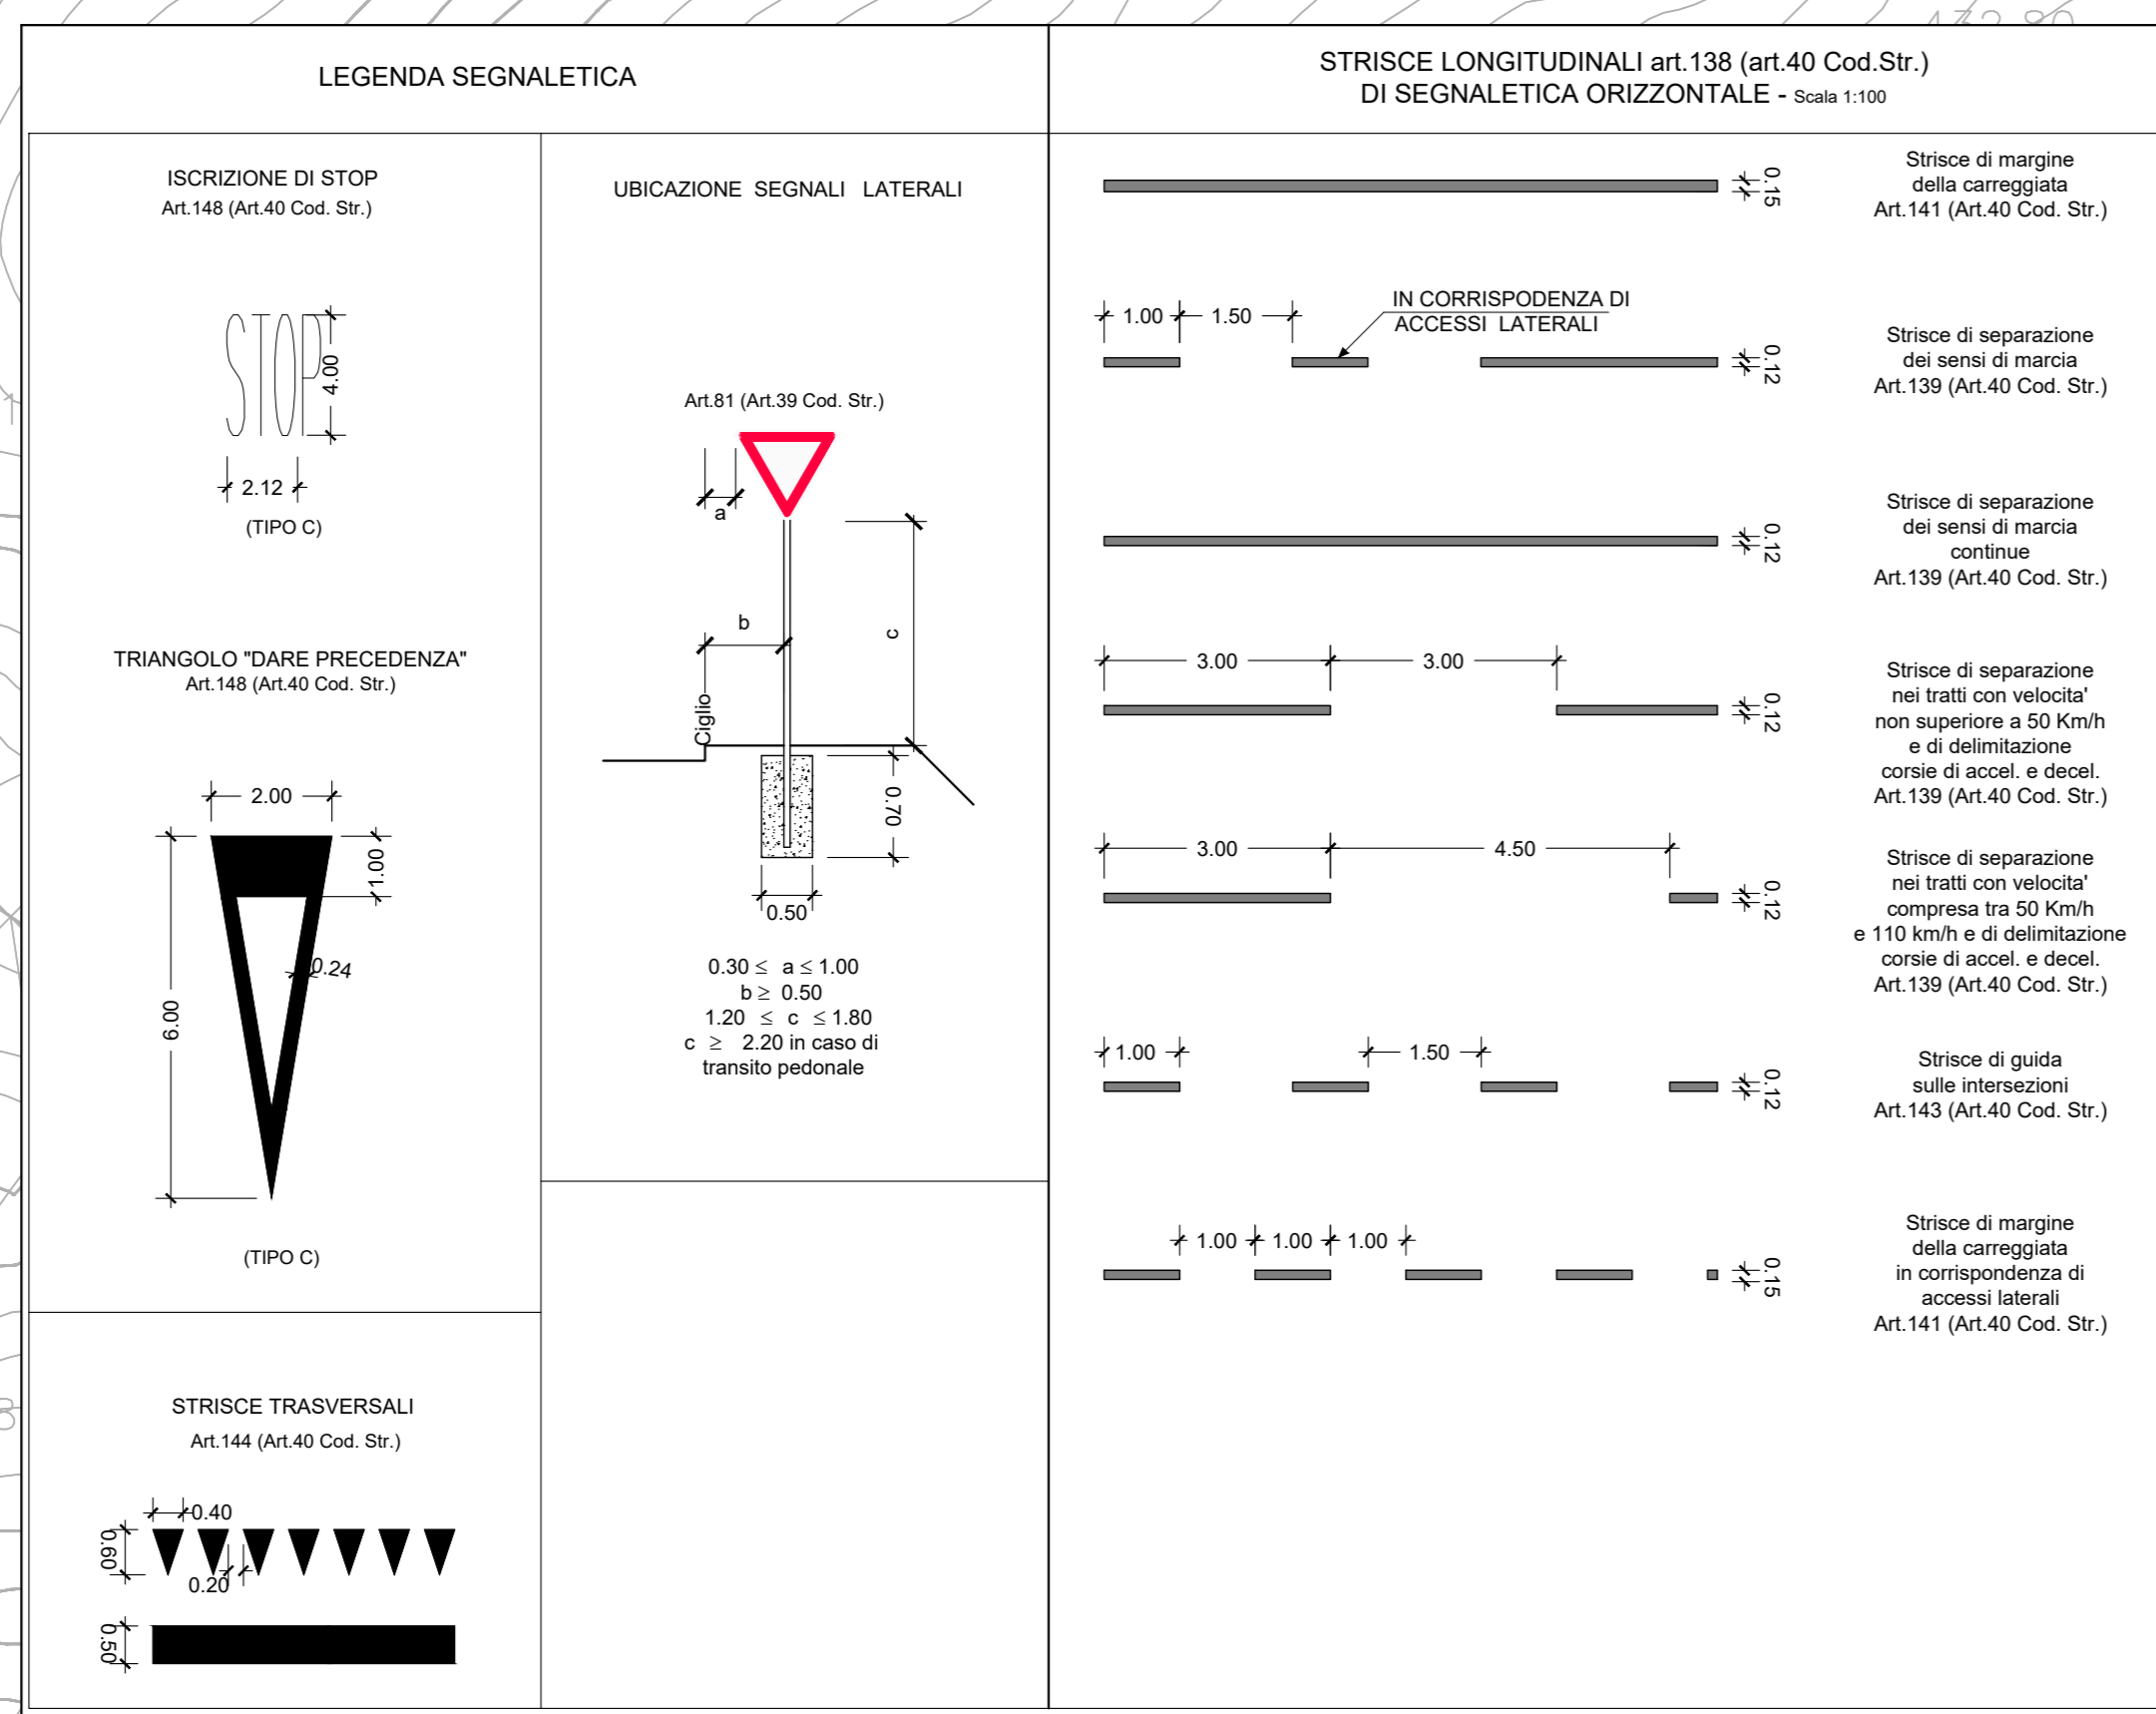 432.80
LEGENDA SEGNALETICA
ISCRIZIONE DI STOP
Art.148 (Art.40 Cod. Str.)
STOP
4.00
2.12
(TIPO C)
TRIANGOLO "DARE PRECEDENZA"
Art.148 (Art.40 Cod. Str.)
2.00
1.00
0.24
6.00
(TIPO C)
STRISCE TRASVERSALI
Art.144 (Art.40 Cod. Str.)
0.40
0.60
0.20
0.50
UBICAZIONE SEGNALI LATERALI
Art.81 (Art.39 Cod. Str.)
a
b
c
Ciglio
0.70
0.50
0.30 ≤ a ≤ 1.00
b ≥ 0.50
1.20 ≤ c ≤ 1.80
c ≥ 2.20 in caso di
transito pedonale
STRISCE LONGITUDINALI art.138 (art.40 Cod.Str.)
DI SEGNALETICA ORIZZONTALE - Scala 1:100
0.15
Strisce di margine
della carreggiata
Art.141 (Art.40 Cod. Str.)
1.00
1.50
IN CORRISPODENZA DI
ACCESSI LATERALI
0.12
Strisce di separazione
dei sensi di marcia
Art.139 (Art.40 Cod. Str.)
0.12
Strisce di separazione
dei sensi di marcia
continue
Art.139 (Art.40 Cod. Str.)
3.00
3.00
0.12
Strisce di separazione
nei tratti con velocita'
non superiore a 50 Km/h
e di delimitazione
corsie di accel. e decel.
Art.139 (Art.40 Cod. Str.)
3.00
4.50
0.12
Strisce di separazione
nei tratti con velocita'
compresa tra 50 Km/h
e 110 km/h e di delimitazione
corsie di accel. e decel.
Art.139 (Art.40 Cod. Str.)
1.00
1.50
0.12
Strisce di guida
sulle intersezioni
Art.143 (Art.40 Cod. Str.)
1.00
1.00
1.00
0.15
Strisce di margine
della carreggiata
in corrispondenza di
accessi laterali
Art.141 (Art.40 Cod. Str.)